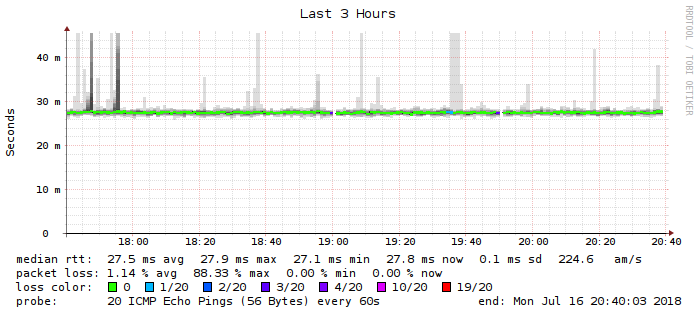 Last 3 Hours
RRDTOOL / TOBI OETIKER
Seconds
40 m
30 m
20 m
10 m
0
18:00 18:20 18:40 19:00 19:20 19:40 20:00 20:20 20:40
median rtt: 27.5 ms avg 27.9 ms max 27.1 ms min 27.8 ms now 0.1 ms sd 224.6 am/s
packet loss: 1.14 % avg 88.33 % max 0.00 % min 0.00 % now
loss color: 0 1/20 2/20 3/20 4/20 10/20 19/20
probe: 20 ICMP Echo Pings (56 Bytes) every 60s end: Mon Jul 16 20:40:03 2018